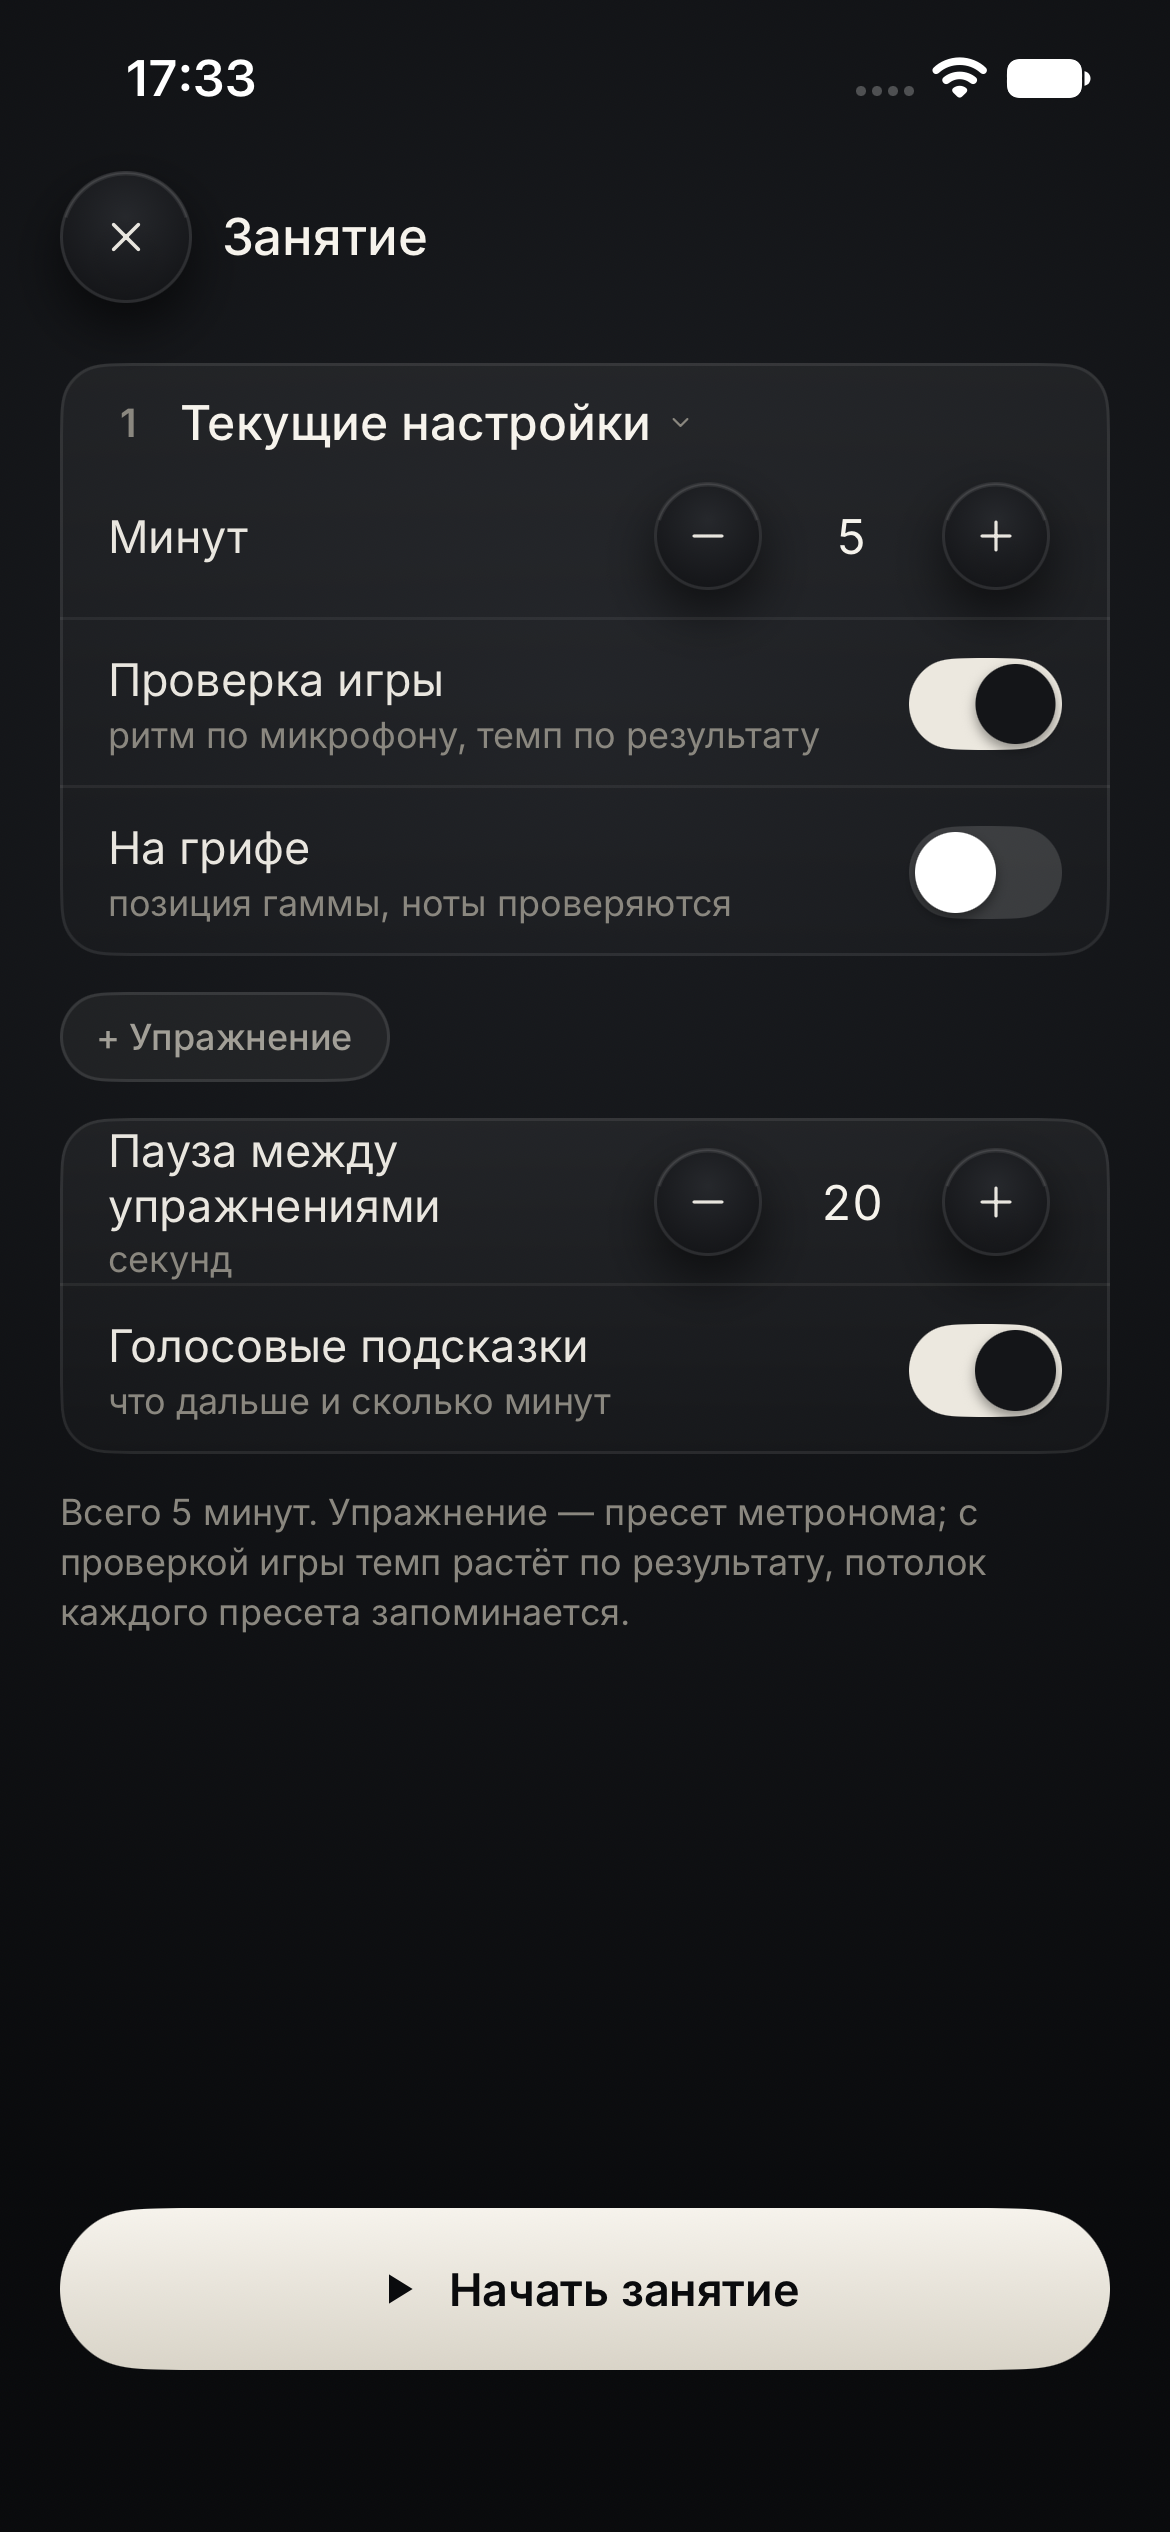 17:33
Занятие
1 Текущие настройки
Минут
5
Проверка игры
ритм по микрофону, темп по результату
На грифе
позиция гаммы, ноты проверяются
+ Упражнение
Пауза между
упражнениями
секунд
20
Голосовые подсказки
что дальше и сколько минут
Всего 5 минут. Упражнение — пресет метронома; с
проверкой игры темп растёт по результату, потолок
каждого пресета запоминается.
Начать занятие